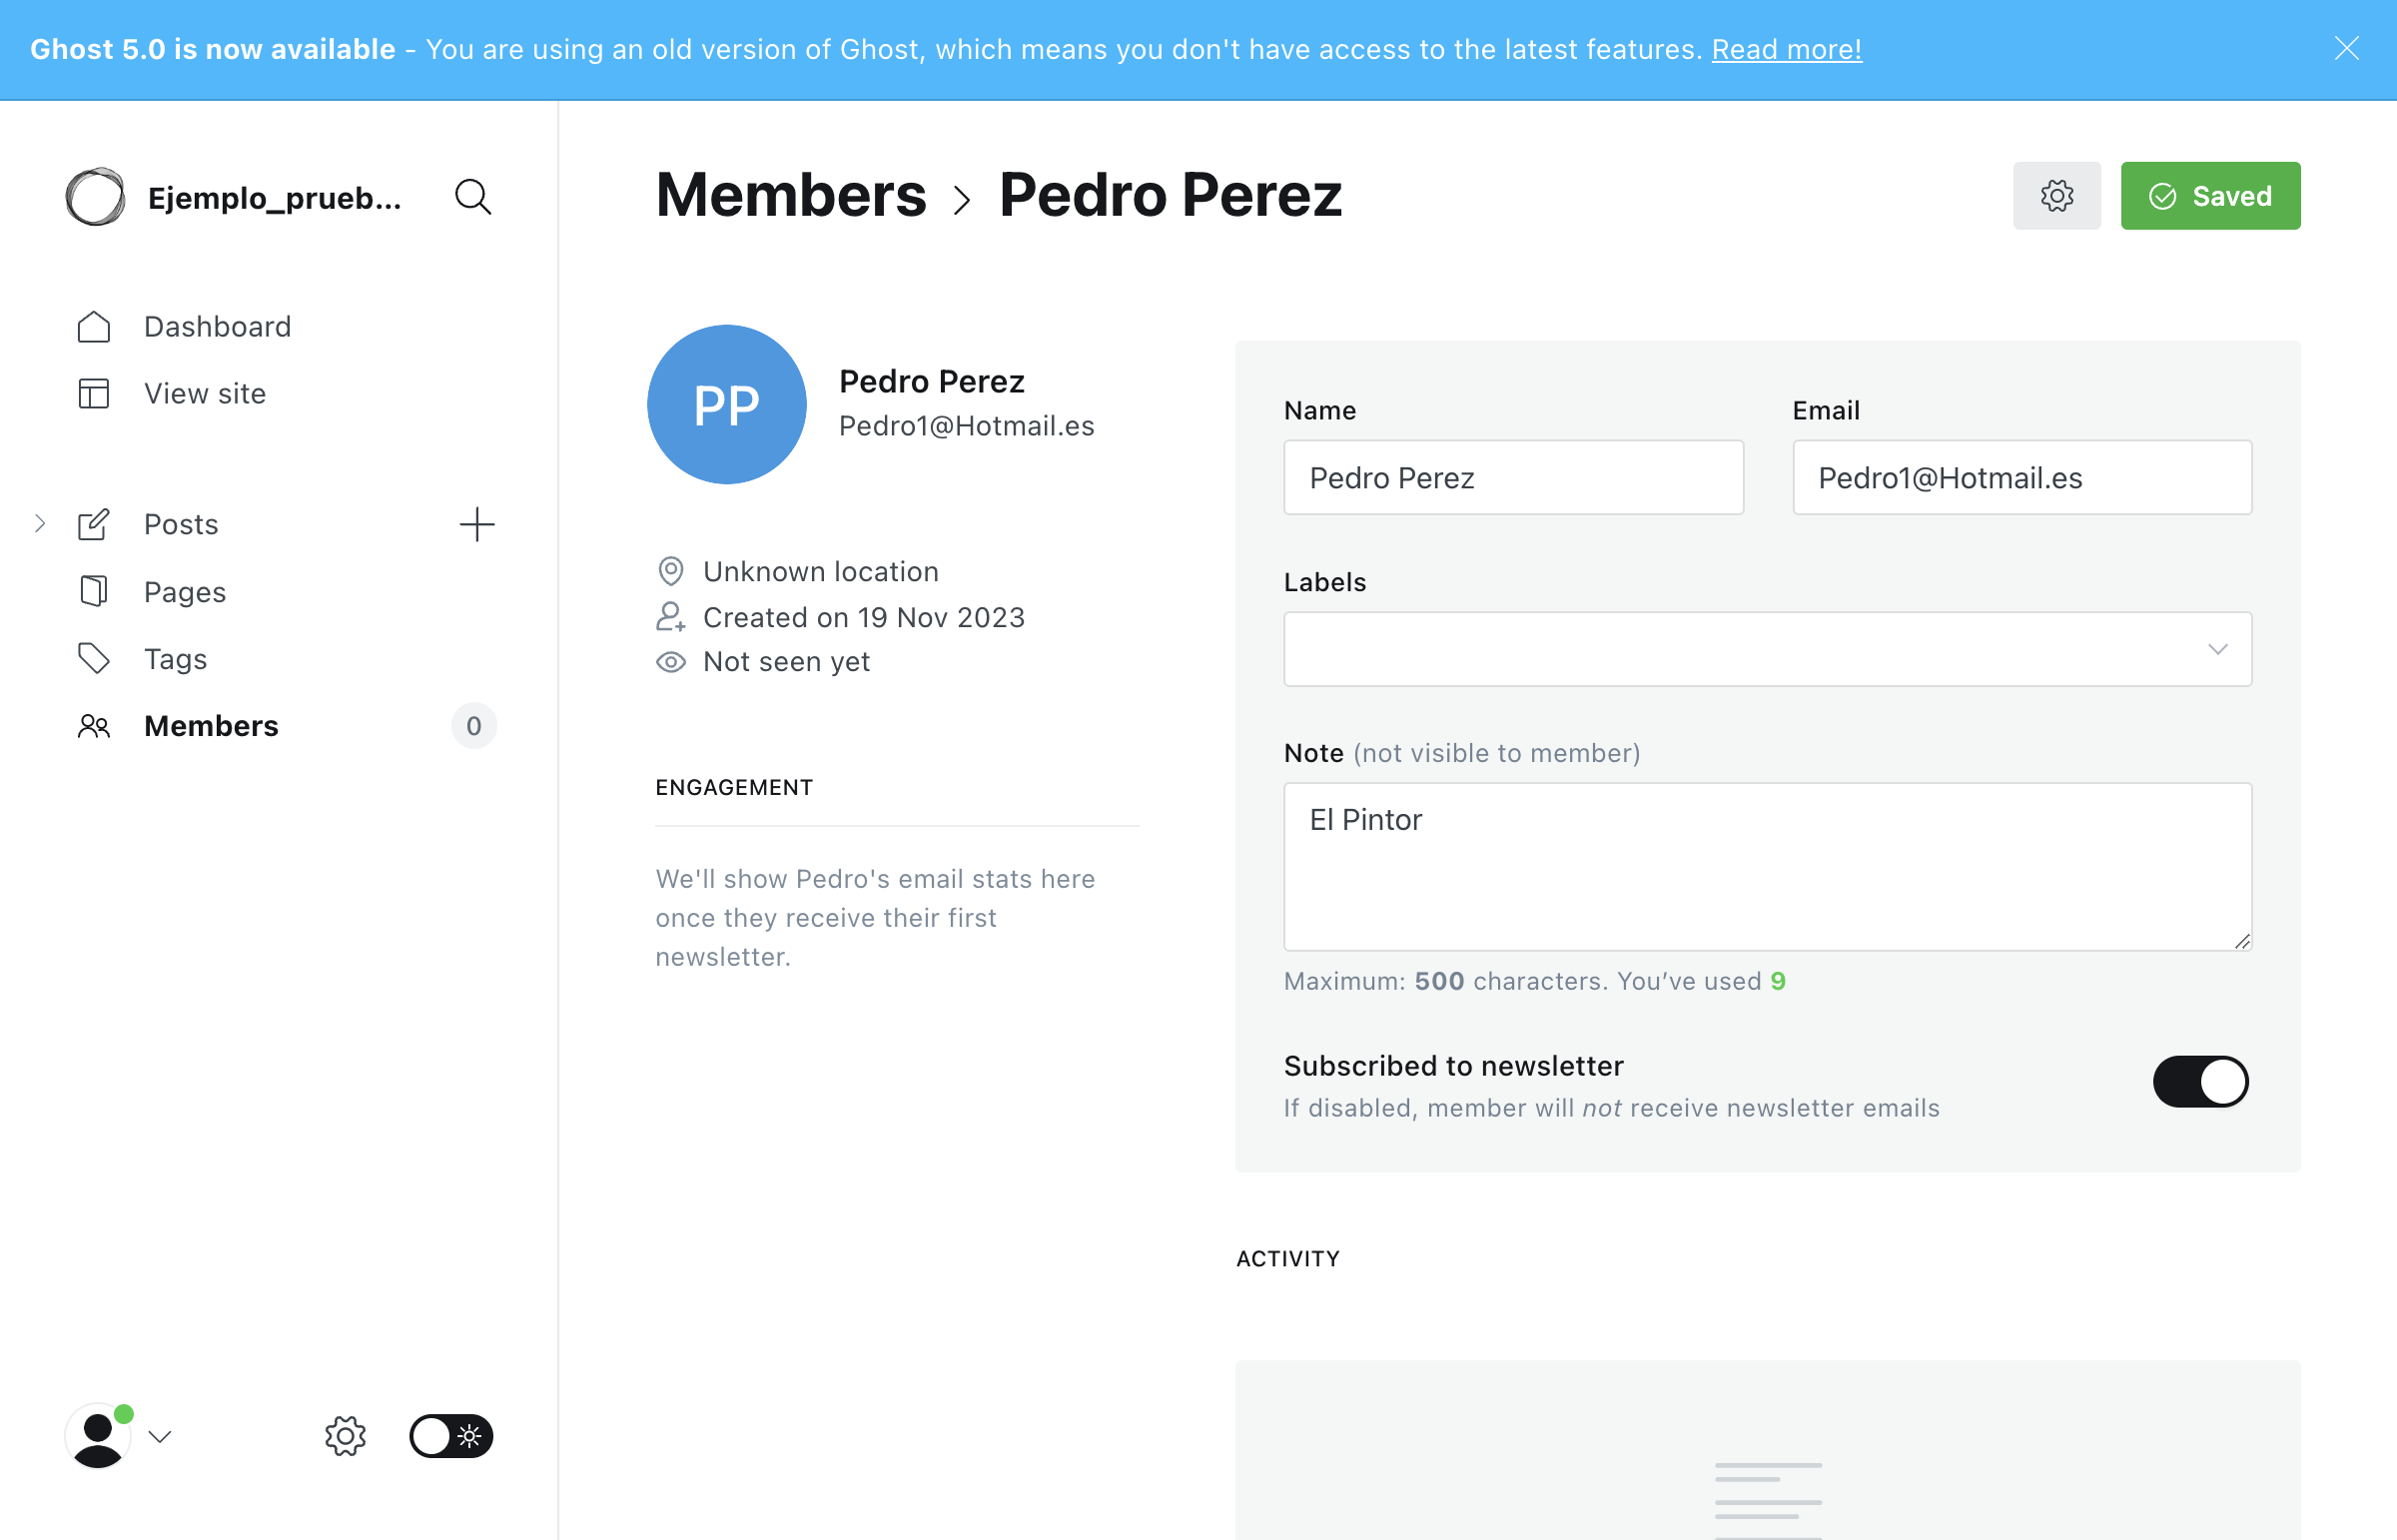 Ghost 5.0 is now available - You are using an old version of Ghost, which means you don't have access to the latest features. Read more!
Ejemplo_prueb...
Dashboard
View site
Posts
Pages
Tags
Members 0
Members > Pedro Perez
Saved
PP
Pedro Perez
Pedro1@Hotmail.es
Unknown location
Created on 19 Nov 2023
Not seen yet
ENGAGEMENT
We'll show Pedro's email stats here
once they receive their first
newsletter.
Name
Pedro Perez
Email
Pedro1@Hotmail.es
Labels
Note (not visible to member)
El Pintor
Maximum: 500 characters. You’ve used 9
Subscribed to newsletter
If disabled, member will not receive newsletter emails
ACTIVITY